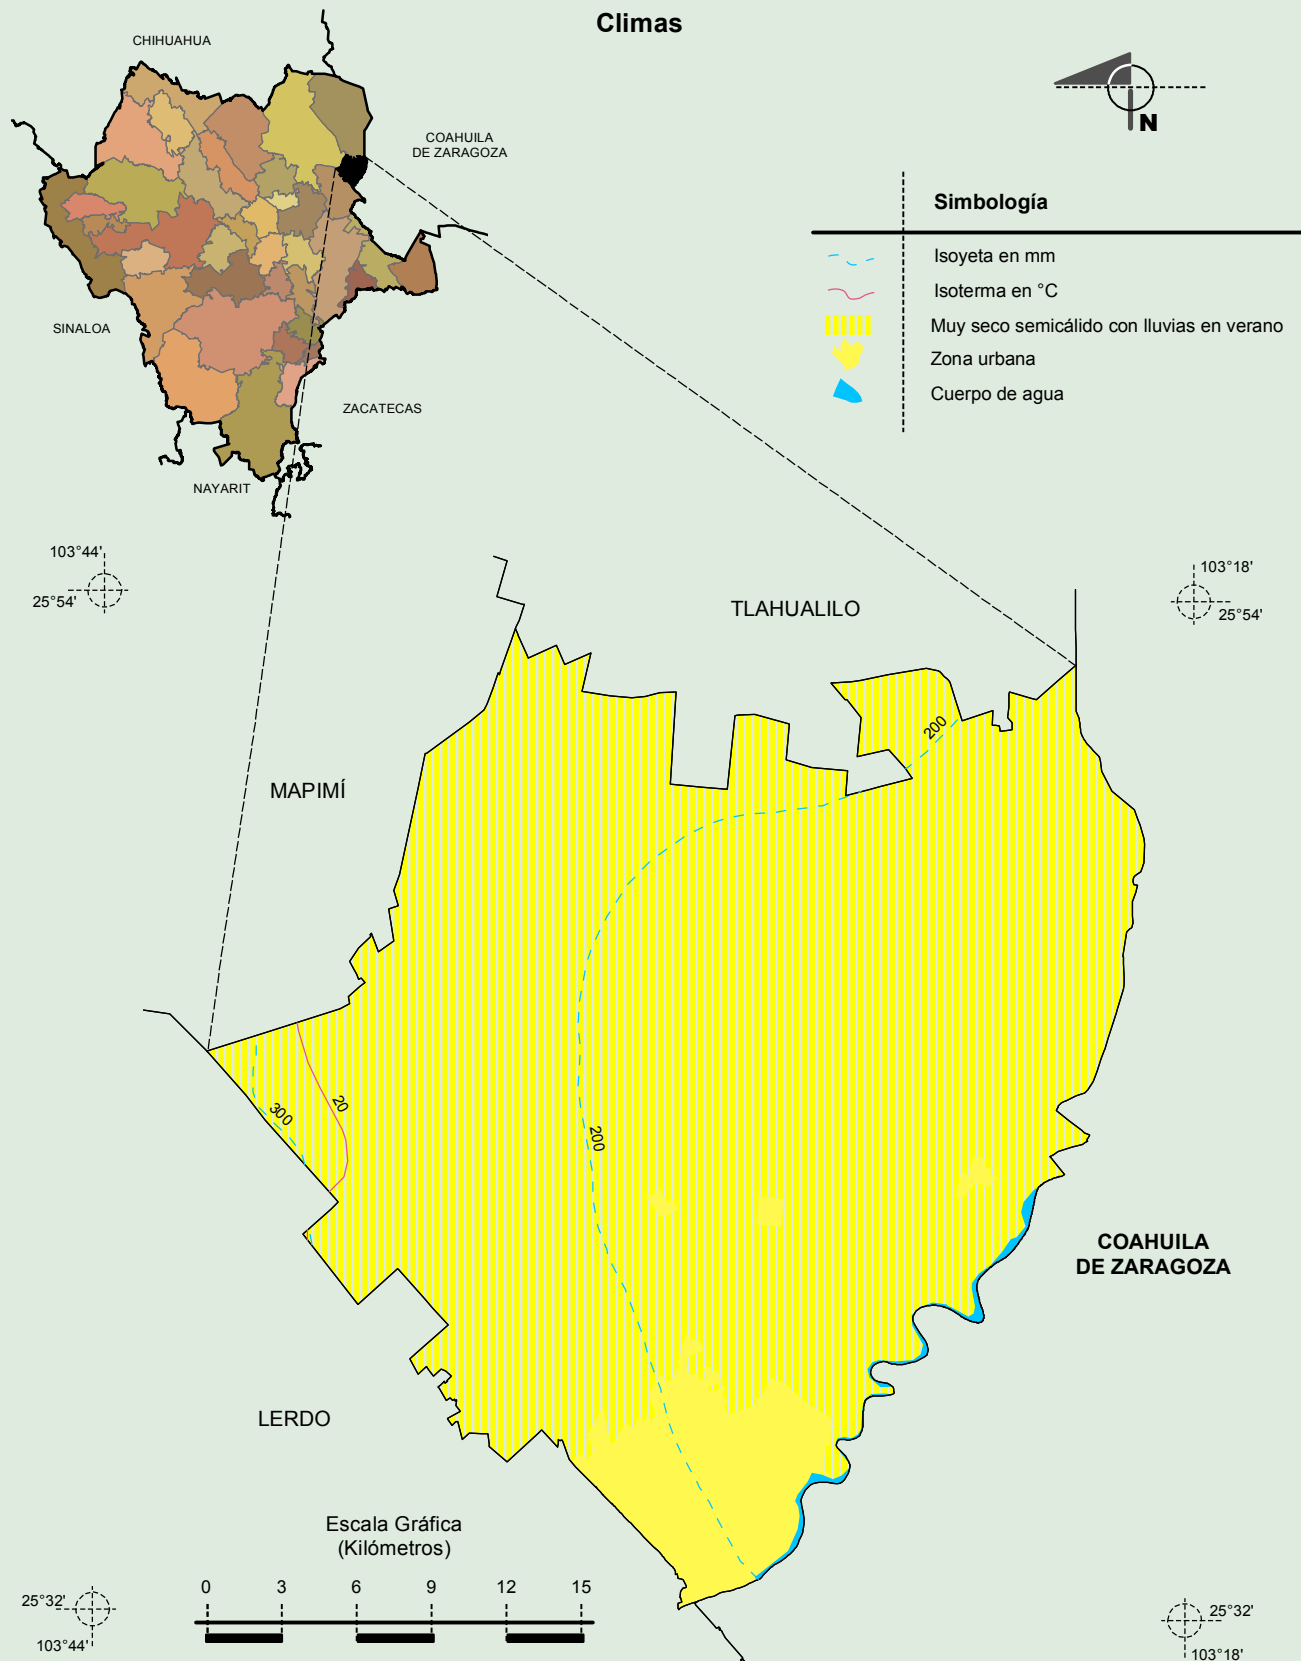 Climas
CHIHUAHUA
COAHUILA
DE ZARAGOZA
SINALOA
ZACATECAS
NAYARIT
N
Simbología
Isoyeta en mm
Isoterma en °C
Muy seco semicálido con lluvias en verano
Zona urbana
Cuerpo de agua
103°44'
25°54'
103°18'
25°54'
TLAHUALILO
200
MAPIMÍ
300
20
200
COAHUILA
DE ZARAGOZA
LERDO
Escala Gráfica
(Kilómetros)
0 3 6 9 12 15
25°32'
103°44'
25°32'
103°18'